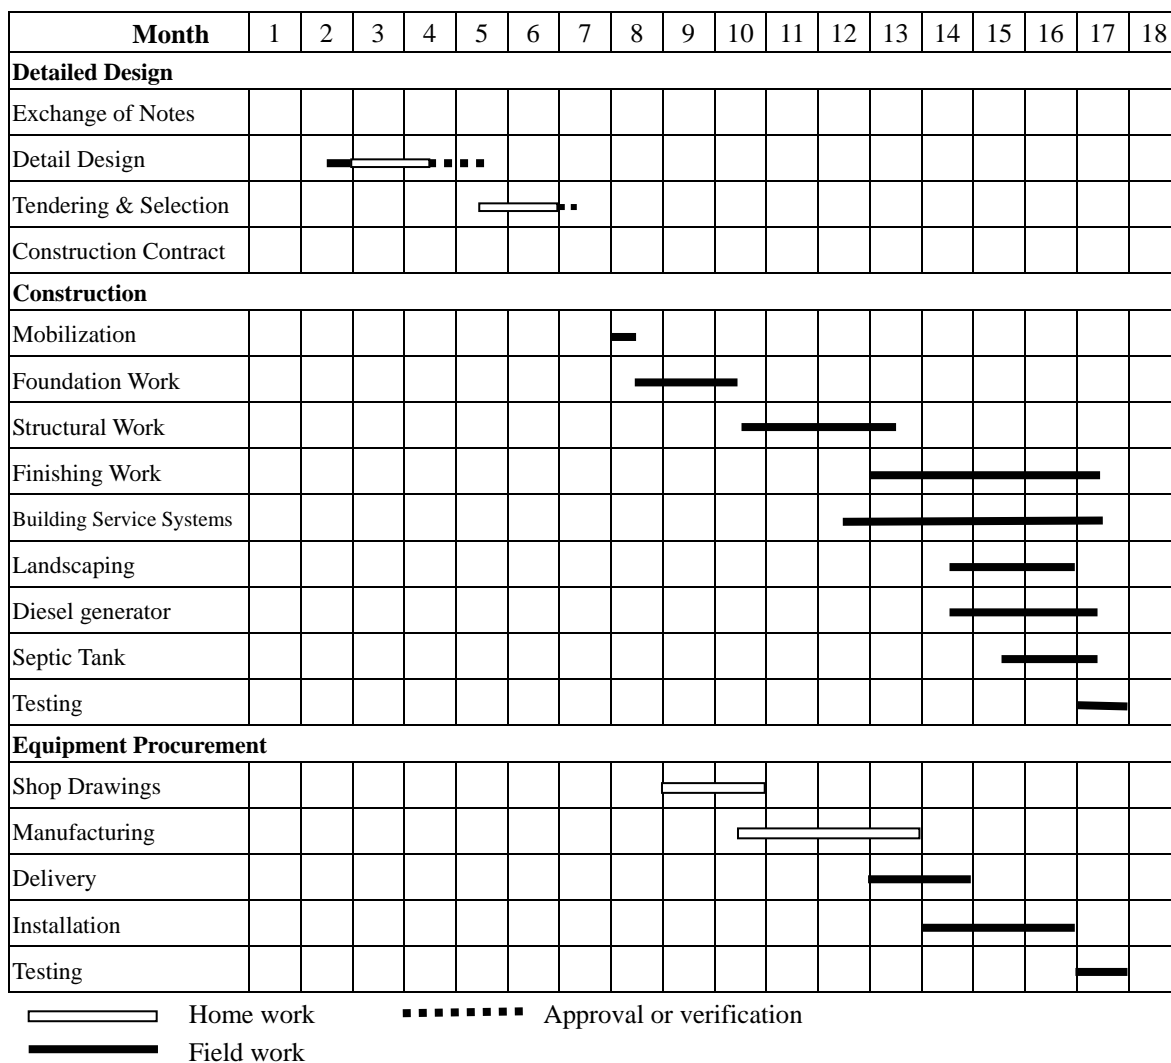 Month 1 2 3 4 5 6 7 8 9 10 11 12 13 14 15 16 17 18
Detailed Design
Exchange of Notes
Detail Design
Tendering & Selection
Construction Contract
Construction
Mobilization
Foundation Work
Structural Work
Finishing Work
Building Service Systems
Landscaping
Diesel generator
Septic Tank
Testing
Equipment Procurement
Shop Drawings
Manufacturing
Delivery
Installation
Testing
Home work Approval or verification
Field work